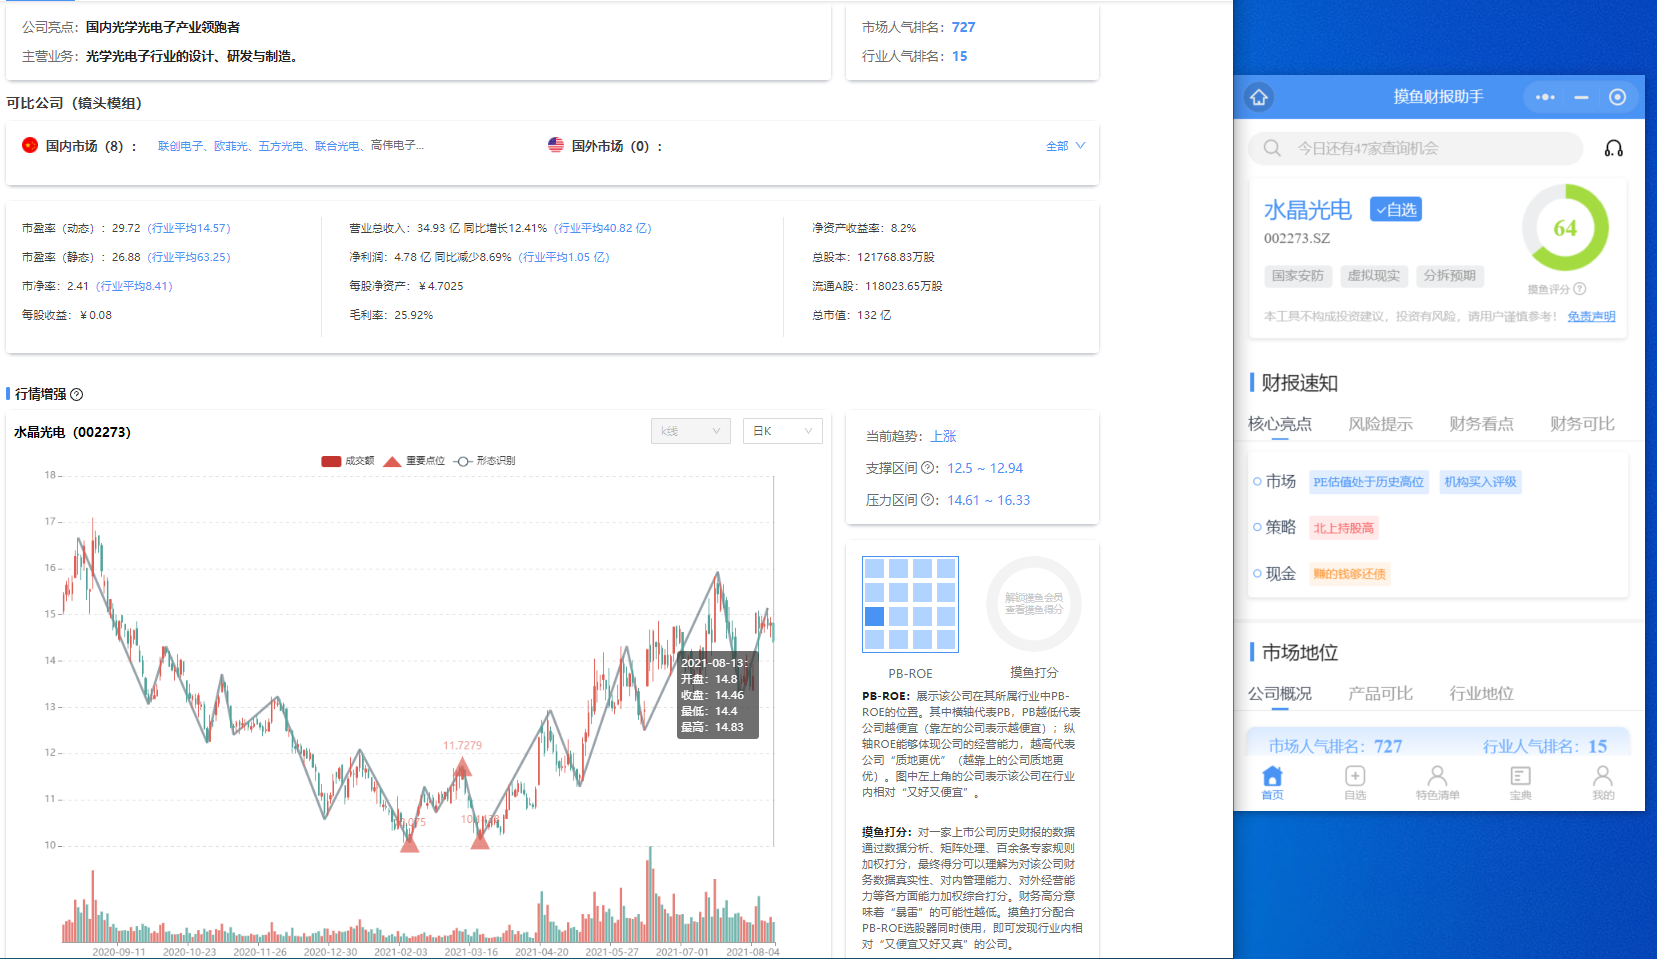 公司亮点：国内光学光电子产业领跑者
主营业务：光学光电子行业的设计、研发与制造。
市场人气排名：727
行业人气排名：15
可比公司（镜头模组）
国内市场（8）：
联创电子、欧菲光、五方光电、联合光电、高伟电子...
国外市场（0）：
全部
市盈率（动态）：29.72（行业平均14.57）
市盈率（静态）：26.88（行业平均63.25）
市净率：2.41（行业平均8.41）
每股收益：￥0.08
营业总收入：34.93 亿 同比增长12.41%（行业平均40.82 亿）
净利润：4.78 亿 同比减少8.69%（行业平均1.05 亿）
每股净资产：￥4.7025
毛利率：25.92%
净资产收益率：8.2%
总股本：121768.83万股
流通A股：118023.65万股
总市值：132 亿
行情增强
水晶光电（002273）
k线
日K
成交额
重要点位
形态识别
18
17
16
15
14
13
12
11
10
11.7279
2021-08-13：
开盘：14.8
收盘：14.46
最低：14.4
最高：14.83
2020-09-11
2020-10-23
2020-11-26
2020-12-30
2021-02-03
2021-03-16
2021-04-20
2021-05-27
2021-07-01
2021-08-04
当前趋势：上涨
支撑区间：12.5 ~ 12.94
压力区间：14.61 ~ 16.33
解锁摸鱼会员
查看摸鱼得分
PB-ROE
摸鱼打分
PB-ROE：展示该公司在其所属行业中PB-
ROE的位置。其中横轴代表PB，PB越低代表
公司越便宜（靠左的公司表示越便宜）；纵
轴ROE能够体现公司的经营能力，越高代表
公司“质地更优”（越靠上的公司质地更
优）。图中左上角的公司表示该公司在行业
内相对“又好又便宜”。
摸鱼打分：对一家上市公司历史财报的数据
通过数据分析、矩阵处理、百余条专家规则
加权打分，最终得分可以理解为对该公司财
务数据真实性、对内管理能力、对外经营能
力等各方面能力加权综合打分。财务高分意
味着“暴雷”的可能性越低。摸鱼打分配合
PB-ROE选股器同时使用，即可发现行业内相
对“又便宜又好又真”的公司。
摸鱼财报助手
今日还有47家查询机会
水晶光电
自选
002273.SZ
64
国家安防
虚拟现实
分拆预期
摸鱼评分
本工具不构成投资建议，投资有风险，请用户谨慎参考！ 免责声明
财报速知
核心亮点
风险提示
财务看点
财务可比
市场
PE估值处于历史高位
机构买入评级
策略
北上持股高
现金
赚的钱够还债
市场地位
公司概况
产品可比
行业地位
市场人气排名：727
行业人气排名：15
首页
自选
特色清单
宝典
我的